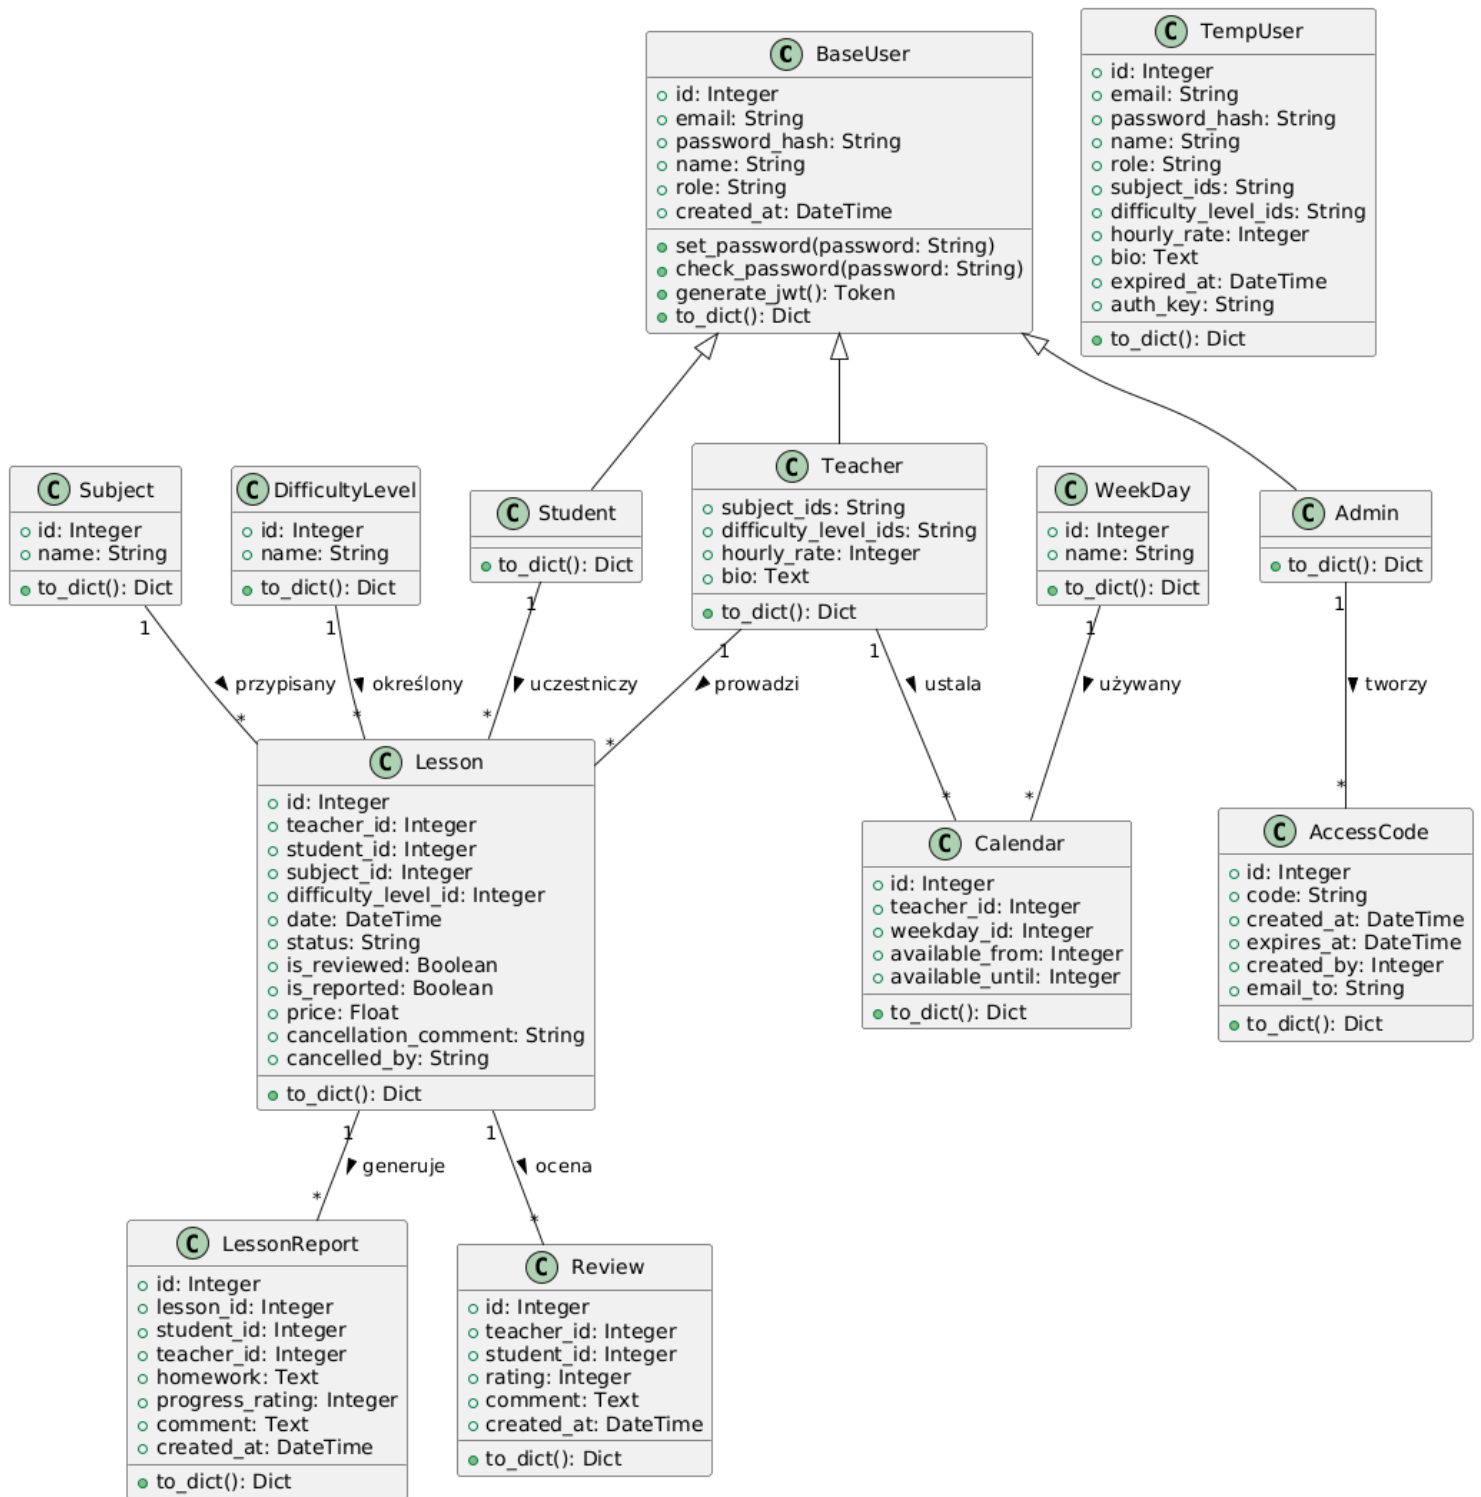 C BaseUser
id: Integer
email: String
password_hash: String
name: String
role: String
created_at: DateTime
set_password(password: String)
check_password(password: String)
generate_jwt(): Token
to_dict(): Dict
C TempUser
id: Integer
email: String
password_hash: String
name: String
role: String
subject_ids: String
difficulty_level_ids: String
hourly_rate: Integer
bio: Text
expired_at: DateTime
auth_key: String
to_dict(): Dict
C Subject
id: Integer
name: String
to_dict(): Dict
C DifficultyLevel
id: Integer
name: String
to_dict(): Dict
C Student
to_dict(): Dict
C Teacher
subject_ids: String
difficulty_level_ids: String
hourly_rate: Integer
bio: Text
to_dict(): Dict
C WeekDay
id: Integer
name: String
to_dict(): Dict
C Admin
to_dict(): Dict
1
przypisany
*
1
określony
*
1
uczestniczy
*
1
prowadzi
*
1
ustala
*
1
używany
*
1
tworzy
*
C Lesson
id: Integer
teacher_id: Integer
student_id: Integer
subject_id: Integer
difficulty_level_id: Integer
date: DateTime
status: String
is_reviewed: Boolean
is_reported: Boolean
price: Float
cancellation_comment: String
cancelled_by: String
to_dict(): Dict
C Calendar
id: Integer
teacher_id: Integer
weekday_id: Integer
available_from: Integer
available_until: Integer
to_dict(): Dict
C AccessCode
id: Integer
code: String
created_at: DateTime
expires_at: DateTime
created_by: Integer
email_to: String
to_dict(): Dict
1
generuje
*
1
ocena
*
C LessonReport
id: Integer
lesson_id: Integer
student_id: Integer
teacher_id: Integer
homework: Text
progress_rating: Integer
comment: Text
created_at: DateTime
to_dict(): Dict
C Review
id: Integer
teacher_id: Integer
student_id: Integer
rating: Integer
comment: Text
created_at: DateTime
to_dict(): Dict